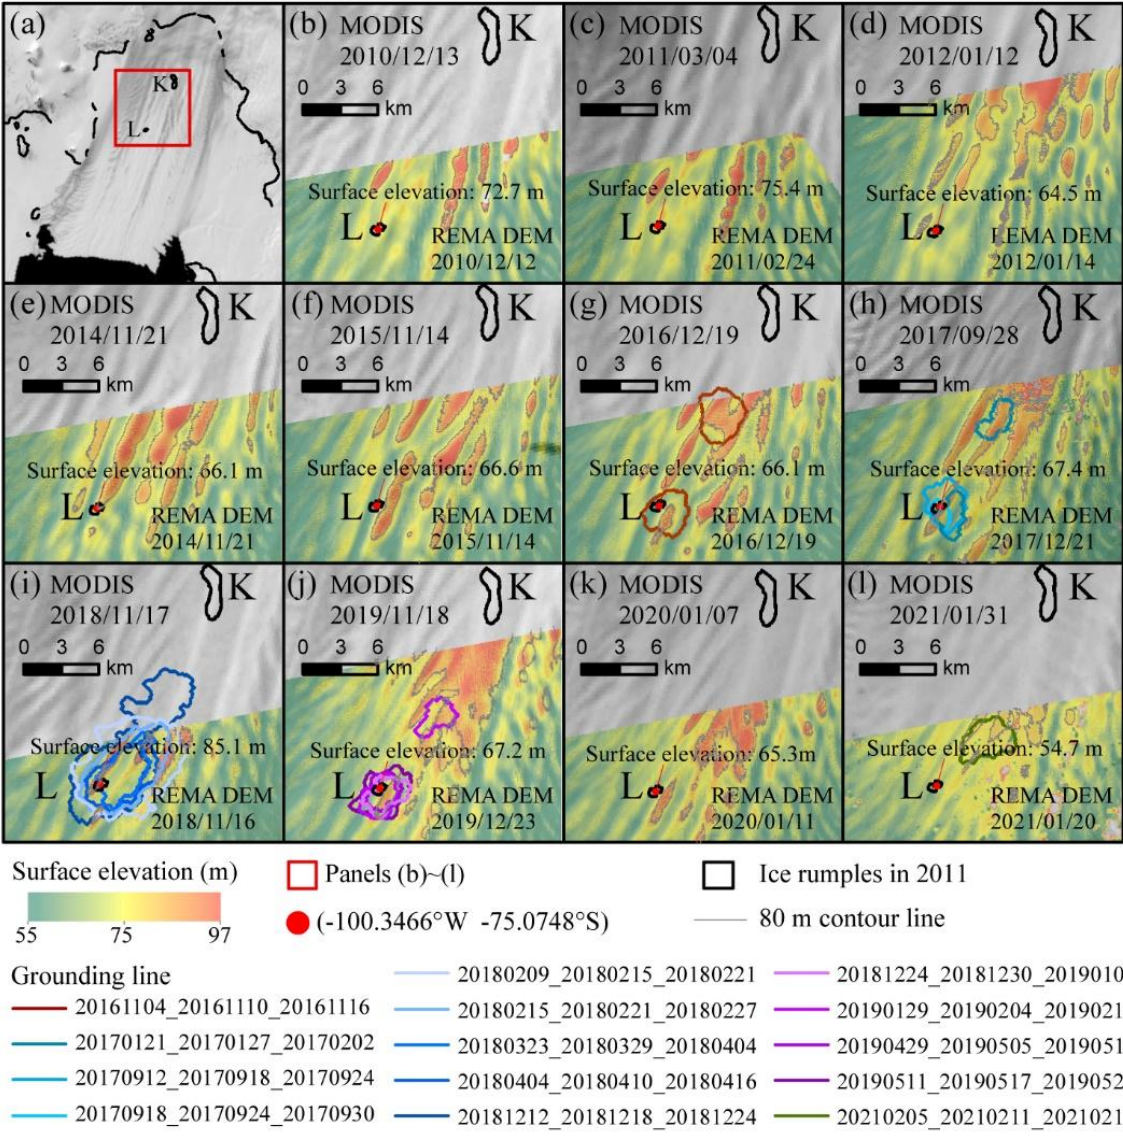 (a)
K
L
(b) MODIS K
2010/12/13
0 3 6
km
Surface elevation: 72.7 m
L REMA DEM
2010/12/12
(c) MODIS K
2011/03/04
0 3 6
km
Surface elevation: 75.4 m
L REMA DEM
2011/02/24
(d) MODIS K
2012/01/12
0 3 6
km
Surface elevation: 64.5 m
L REMA DEM
2012/01/14
(e) MODIS K
2014/11/21
0 3 6
km
Surface elevation: 66.1 m
L REMA DEM
2014/11/21
(f) MODIS K
2015/11/14
0 3 6
km
Surface elevation: 66.6 m
L REMA DEM
2015/11/14
(g) MODIS K
2016/12/19
0 3 6
km
Surface elevation: 66.1 m
L REMA DEM
2016/12/19
(h) MODIS K
2017/09/28
0 3 6
km
Surface elevation: 67.4 m
L REMA DEM
2017/12/21
(i) MODIS K
2018/11/17
0 3 6
km
Surface elevation: 85.1 m
L REMA DEM
2018/11/16
(j) MODIS K
2019/11/18
0 3 6
km
Surface elevation: 67.2 m
L REMA DEM
2019/12/23
(k) MODIS K
2020/01/07
0 3 6
km
Surface elevation: 65.3m
L REMA DEM
2020/01/11
(l) MODIS K
2021/01/31
0 3 6
km
Surface elevation: 54.7 m
L REMA DEM
2021/01/20
Surface elevation (m)
55 75 97
Panels (b)~(l)
(-100.3466°W -75.0748°S)
Ice rumples in 2011
80 m contour line
Grounding line
20161104_20161110_20161116
20170121_20170127_20170202
20170912_20170918_20170924
20170918_20170924_20170930
20180209_20180215_20180221
20180215_20180221_20180227
20180323_20180329_20180404
20180404_20180410_20180416
20181212_20181218_20181224
20181224_20181230_2019010
20190129_20190204_2019021
20190429_20190505_2019051
20190511_20190517_2019052
20210205_20210211_2021021